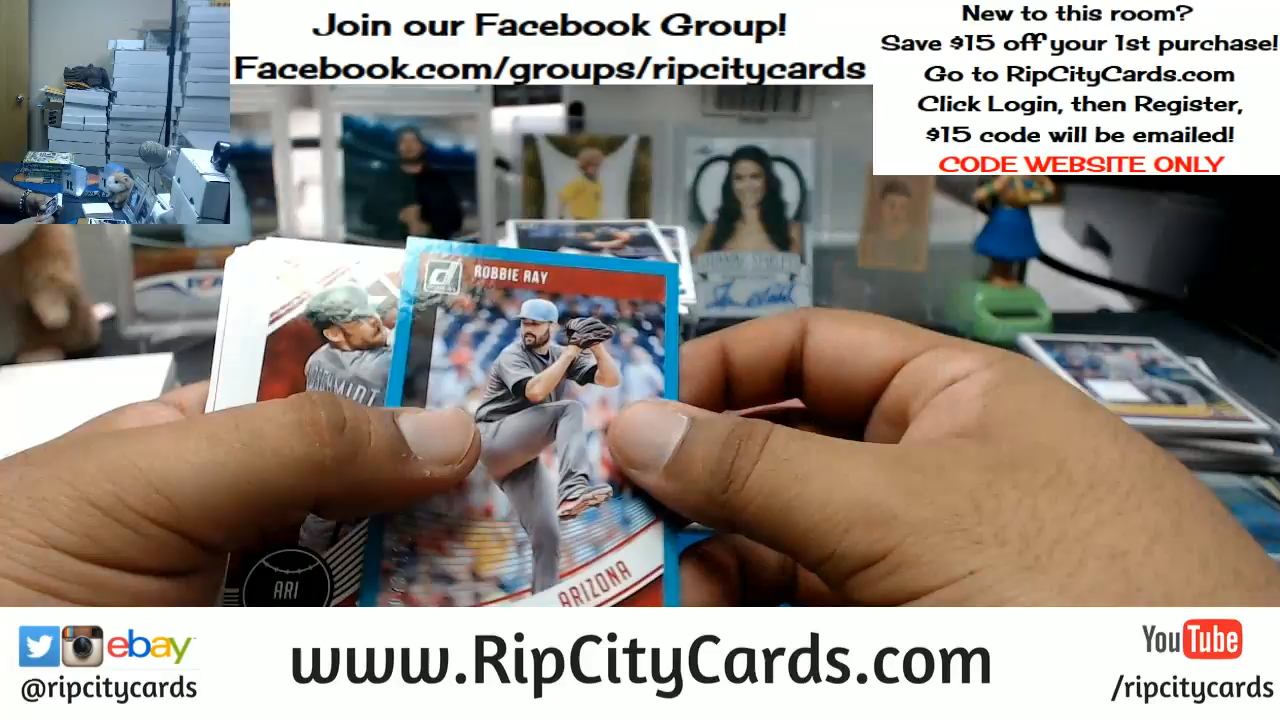 Join our Facebook Group!
Facebook.com/groups/ripcitycards
New to this room?
Save $15 off your 1st purchase!
Go to RipCityCards.com
Click Login, then Register,
$15 code will be emailed!
CODE WEBSITE ONLY
d
ROBBIE RAY
ARIZONA
ARI
ebay
@ripcitycards
www.RipCityCards.com
YouTube
/ripcitycards